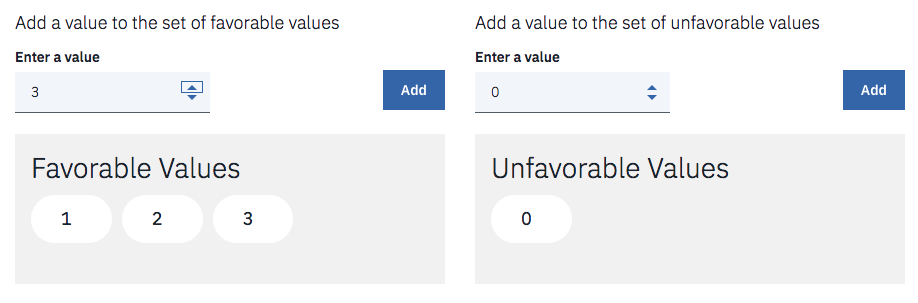 Add a value to the set of favorable values
Enter a value
3
Add
Favorable Values
1 2 3
Add a value to the set of unfavorable values
Enter a value
0
Add
Unfavorable Values
0